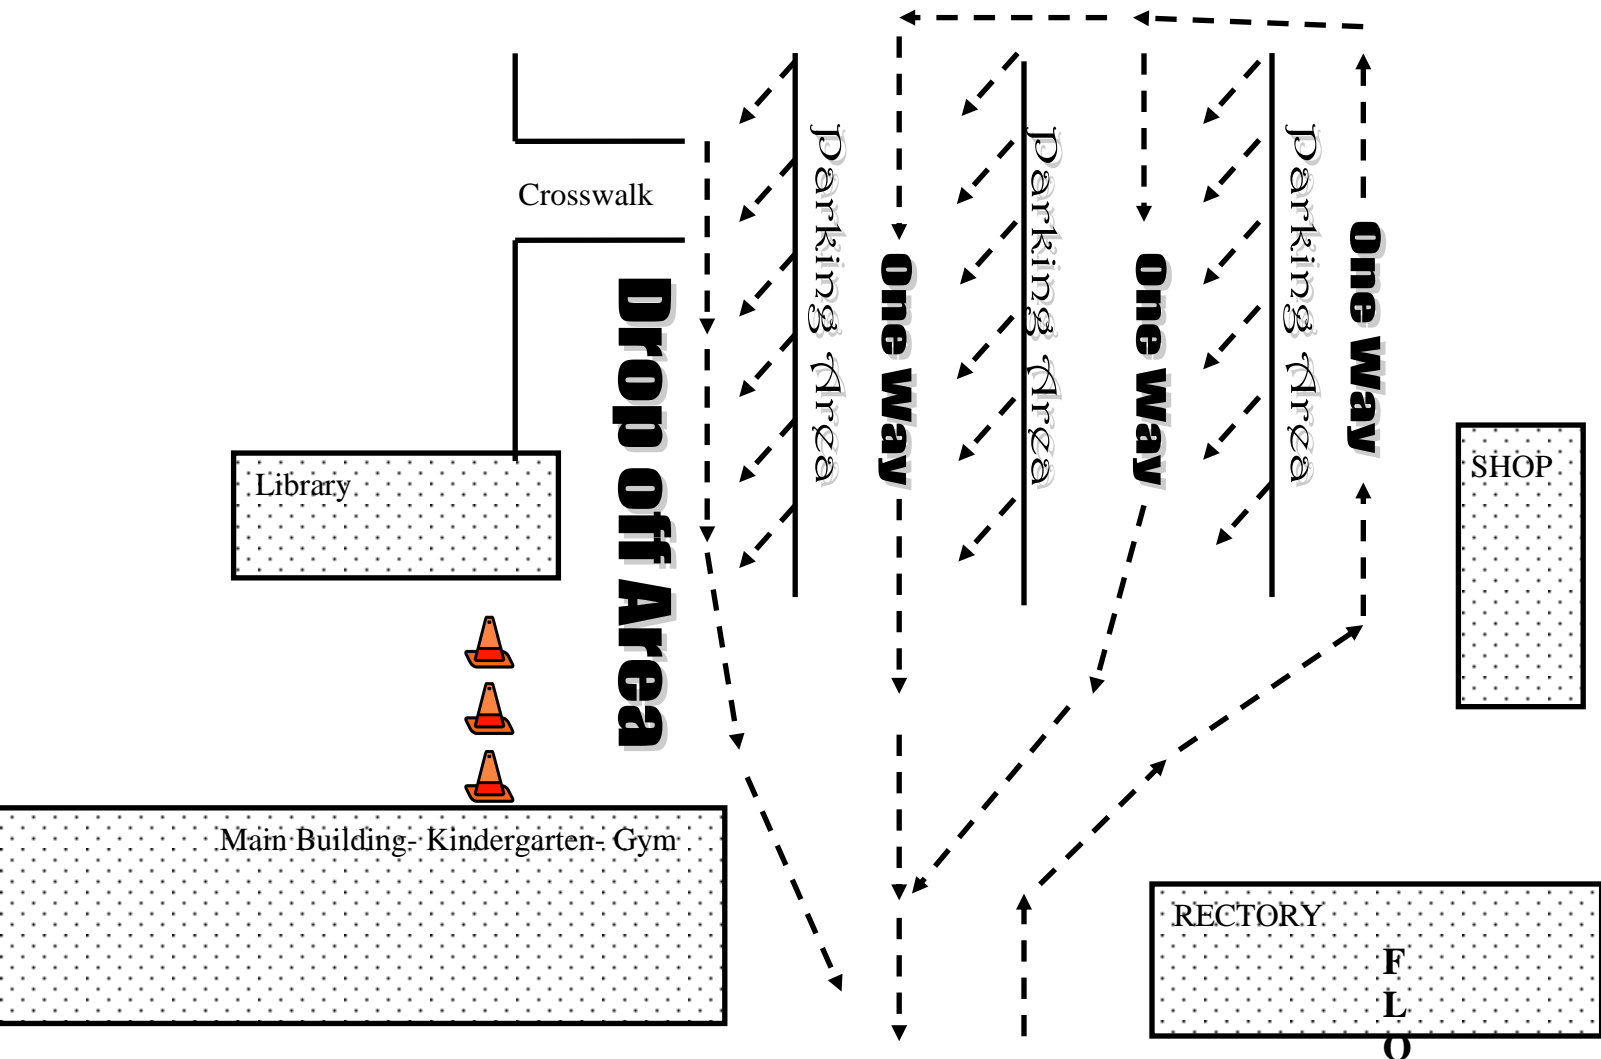 Crosswalk
Drop off Area
Parking Area
One Way
Parking Area
One Way
Parking Area
One Way
Library
SHOP
Main Building- Kindergarten- Gym
RECTORY
F
L
O